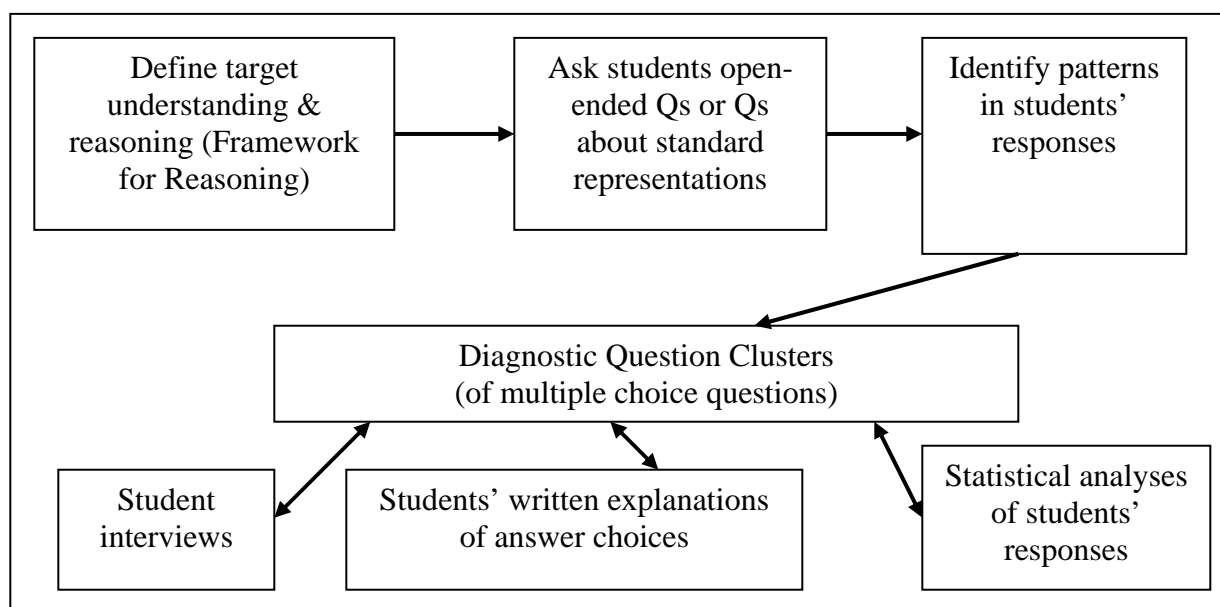 Define target
understanding &
reasoning (Framework
for Reasoning)
Ask students open-
ended Qs or Qs
about standard
representations
Identify patterns
in students’
responses
Diagnostic Question Clusters
(of multiple choice questions)
Student
interviews
Students’ written explanations
of answer choices
Statistical analyses
of students’
responses